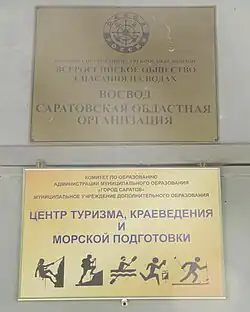 ВСЕРОССИЙСКОЕ ОБЩЕСТВО
СПАСАНИЯ НА ВОДАХ
ВОСВОД
САРАТОВСКАЯ ОБЛАСТНАЯ
ОРГАНИЗАЦИЯ
КОМИТЕТ ПО ОБРАЗОВАНИЮ
АДМИНИСТРАЦИИ МУНИЦИПАЛЬНОГО ОБРАЗОВАНИЯ
«ГОРОД САРАТОВ»
МУНИЦИПАЛЬНОЕ УЧРЕЖДЕНИЕ ДОПОЛНИТЕЛЬНОГО ОБРАЗОВАНИЯ
ЦЕНТР ТУРИЗМА, КРАЕВЕДЕНИЯ
И
МОРСКОЙ ПОДГОТОВКИ